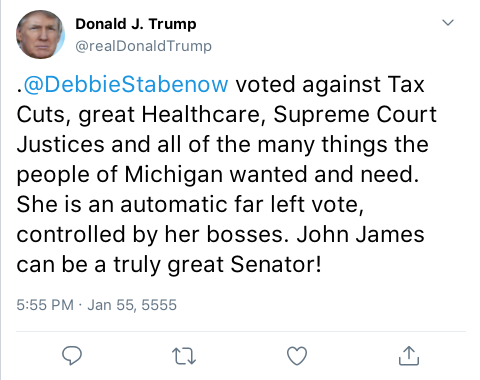 Donald J. Trump
@realDonaldTrump
.@DebbieStabenow voted against Tax
Cuts, great Healthcare, Supreme Court
Justices and all of the many things the
people of Michigan wanted and need.
She is an automatic far left vote,
controlled by her bosses. John James
can be a truly great Senator!
5:55 PM · Jan 55, 5555